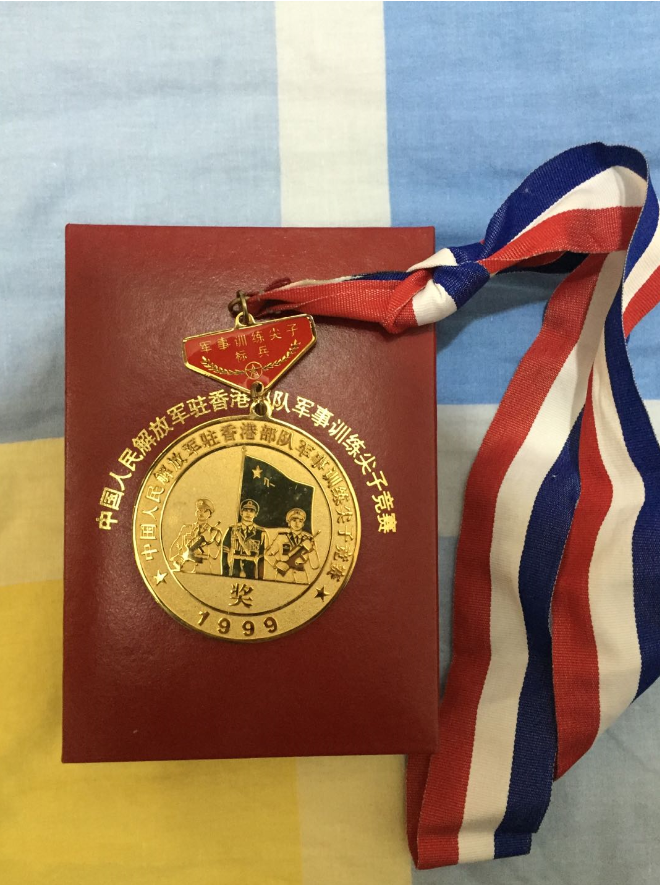 军事训练尖子
标兵
中国人民解放军驻香港部队军事训练尖子竞赛
中国人民解放军驻香港部队军事训练尖子竞赛
八一
奖
1999